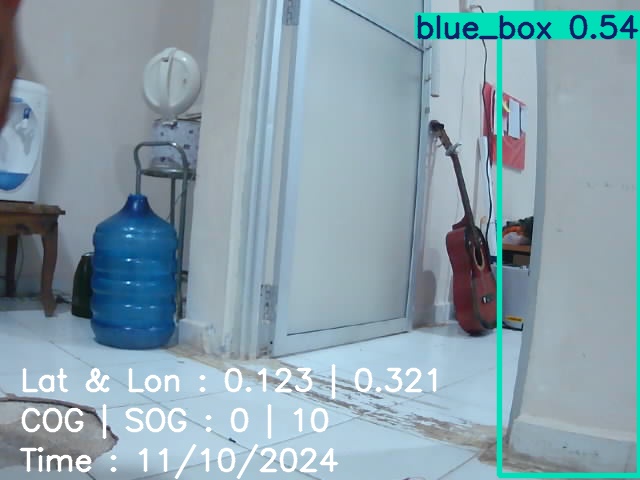 blue_box 0.54
Lat & Lon : 0.123 | 0.321
COG | SOG : 0 | 10
Time : 11/10/2024